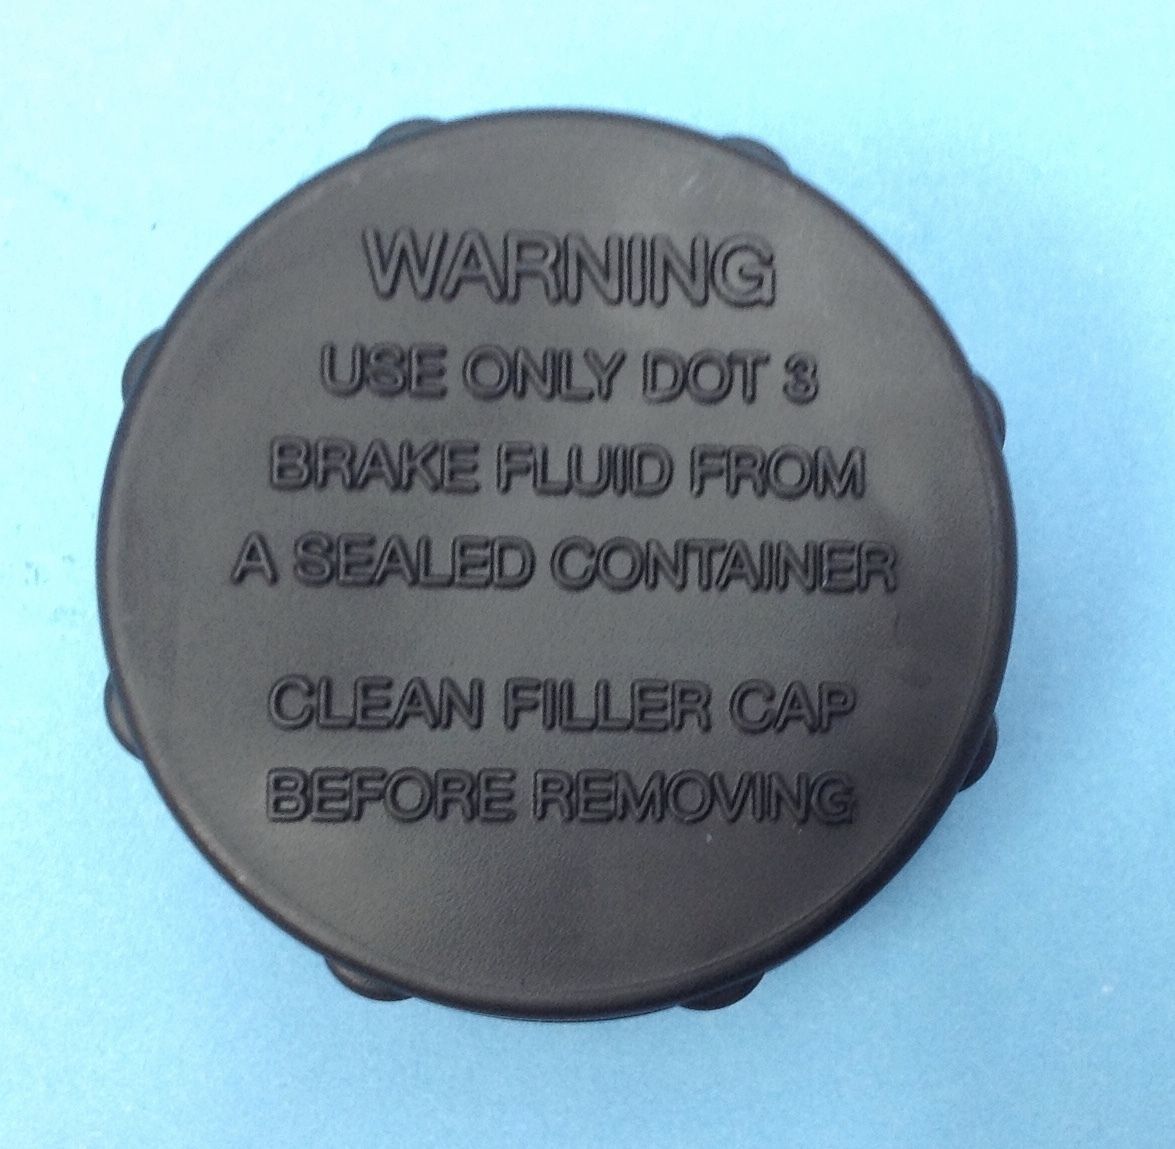 WARNING
USE ONLY DOT 3
BRAKE FLUID FROM
A SEALED CONTAINER
CLEAN FILLER CAP
BEFORE REMOVING